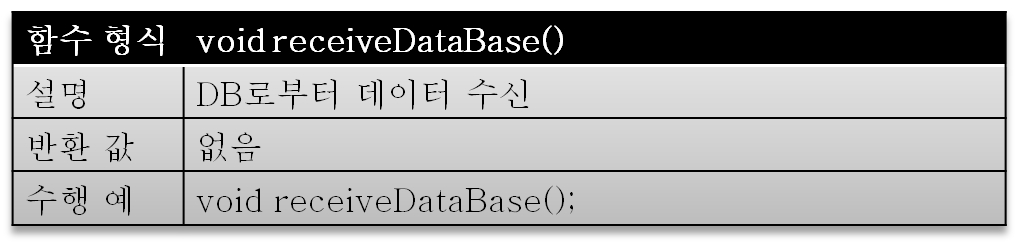 함수 형식 void receiveDataBase()
설명 DB로부터 데이터 수신
반환 값 없음
수행 예 void receiveDataBase();